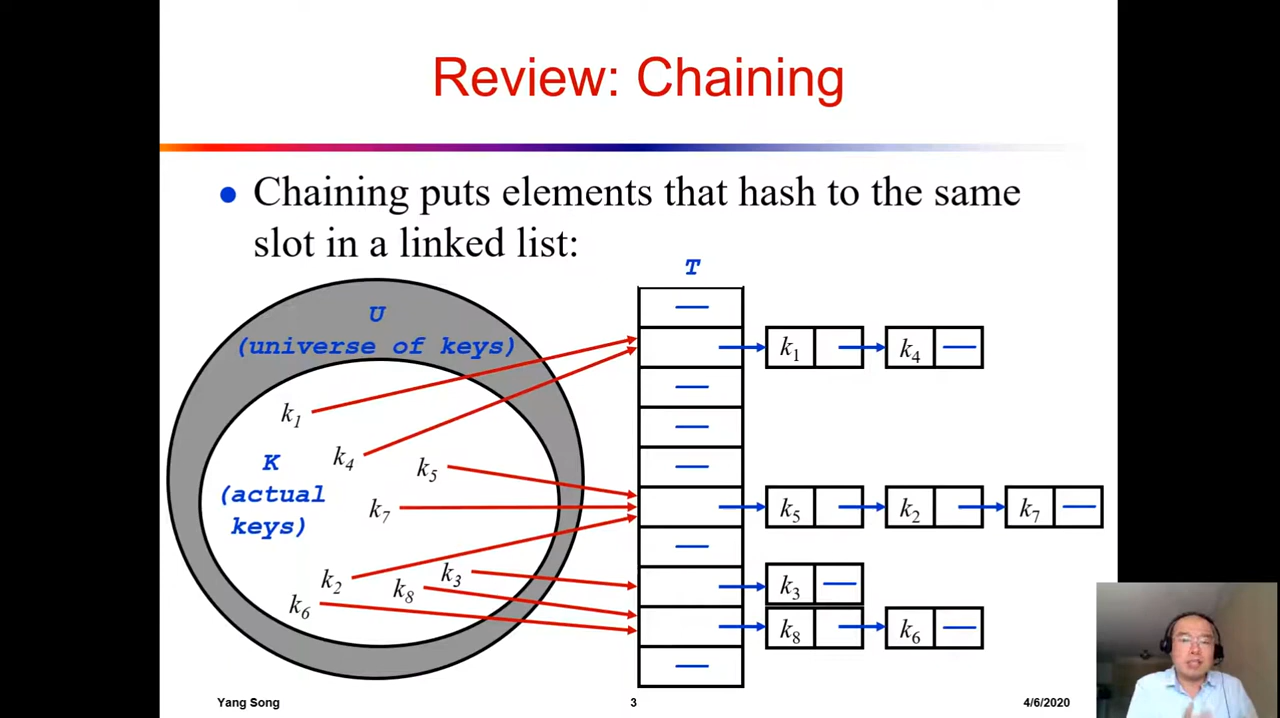 Review: Chaining
Chaining puts elements that hash to the same
slot in a linked list:
T
U
(universe of keys)
k1 k4
k1
k4
k5
K
(actual
keys)
k7
k5 k2 k7
k2
k8
k3
k6
k3
k8 k6
Yang Song 3 4/6/2020